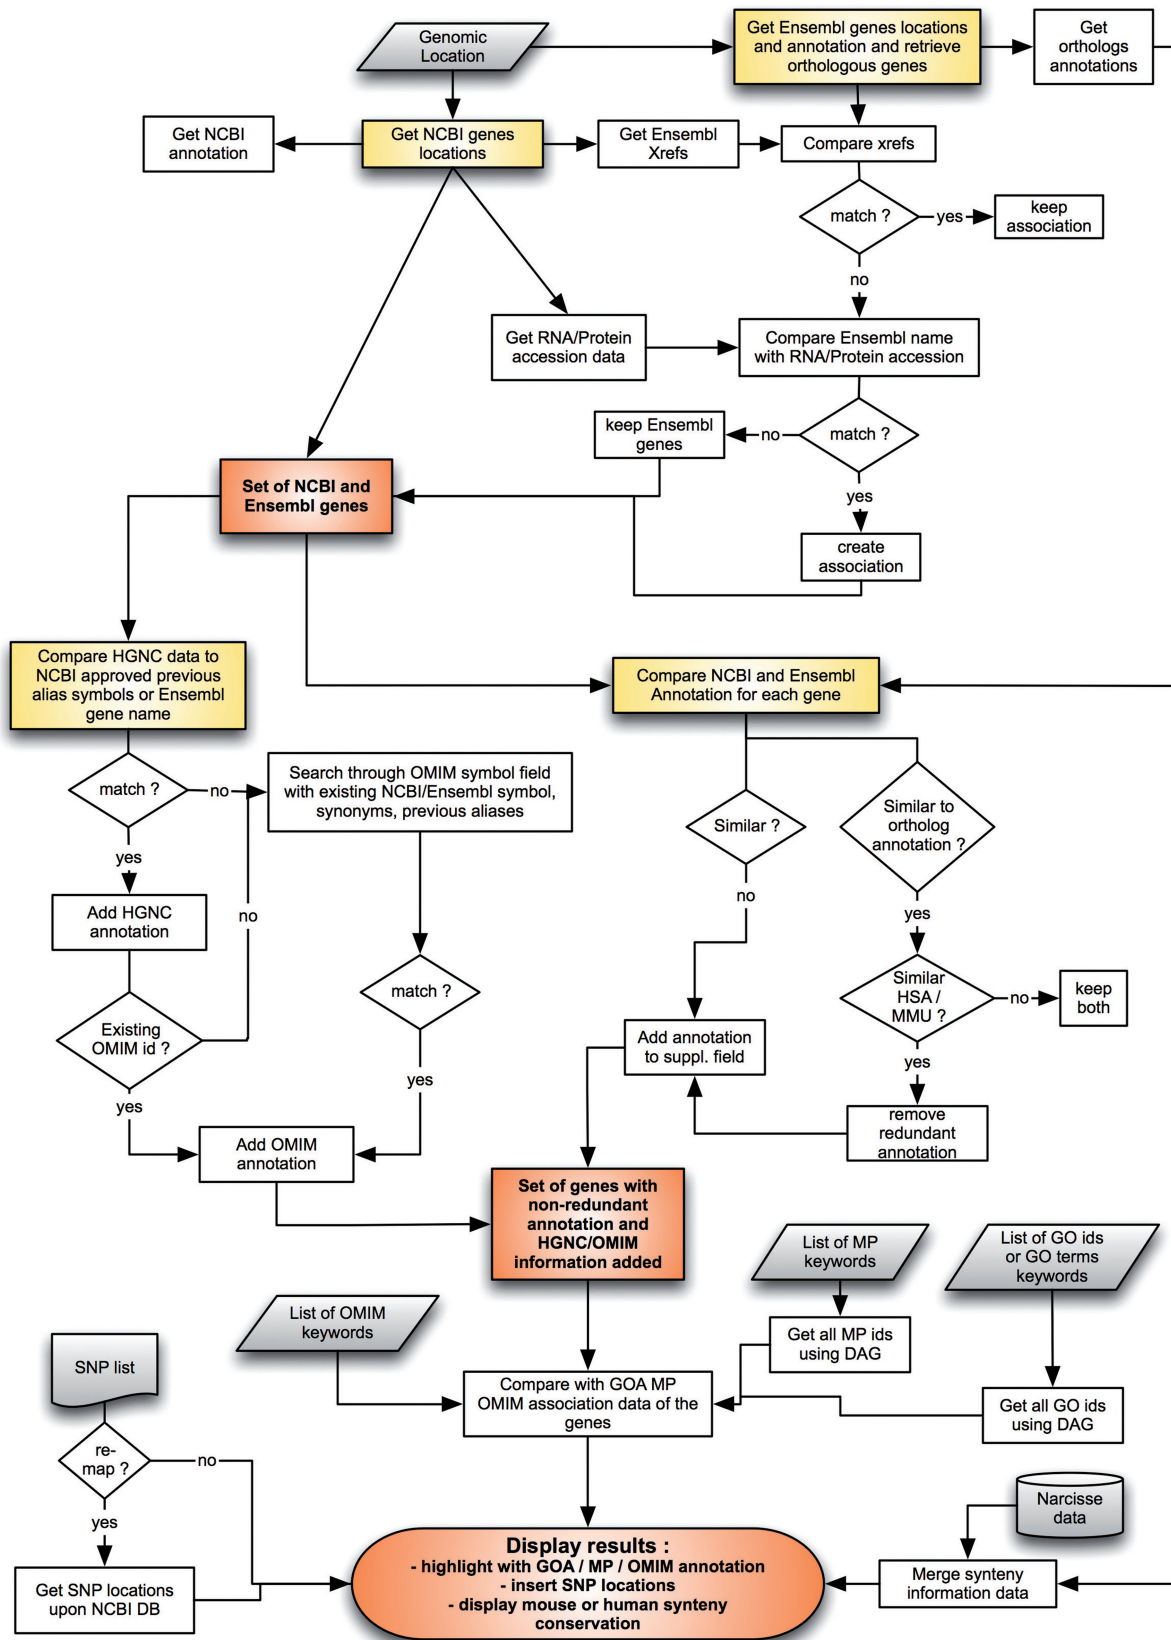 Genomic
Location
Get Ensembl genes locations
and annotation and retrieve
orthologous genes
Get
orthologs
annotations
Get NCBI
annotation
Get NCBI genes
locations
Get Ensembl
Xrefs
Compare xrefs
match ?
yes
keep
association
no
Get RNA/Protein
accession data
Compare Ensembl name
with RNA/Protein accession
keep Ensembl
genes
no
match ?
yes
Set of NCBI and
Ensembl genes
create
association
Compare HGNC data to
NCBI approved previous
alias symbols or Ensembl
gene name
Compare NCBI and Ensembl
Annotation for each gene
match ?
no
Search through OMIM symbol field
with existing NCBI/Ensembl symbol,
synonyms, previous aliases
Similar ?
Similar to
ortholog
annotation ?
yes
no
yes
Add HGNC
annotation
no
match ?
Similar
HSA /
MMU ?
no
keep
both
Existing
OMIM id ?
Add annotation
to suppl. field
yes
yes
yes
remove
redundant
annotation
Add OMIM
annotation
Set of genes with
non-redundant
annotation and
HGNC/OMIM
information added
List of MP
keywords
List of GO ids
or GO terms
keywords
List of OMIM
keywords
Get all MP ids
using DAG
SNP list
Compare with GOA MP
OMIM association data of the
genes
Get all GO ids
using DAG
re-
map ?
no
yes
Narcisse
data
Get SNP locations
upon NCBI DB
Display results :
- highlight with GOA / MP / OMIM annotation
- insert SNP locations
- display mouse or human synteny
conservation
Merge synteny
information data